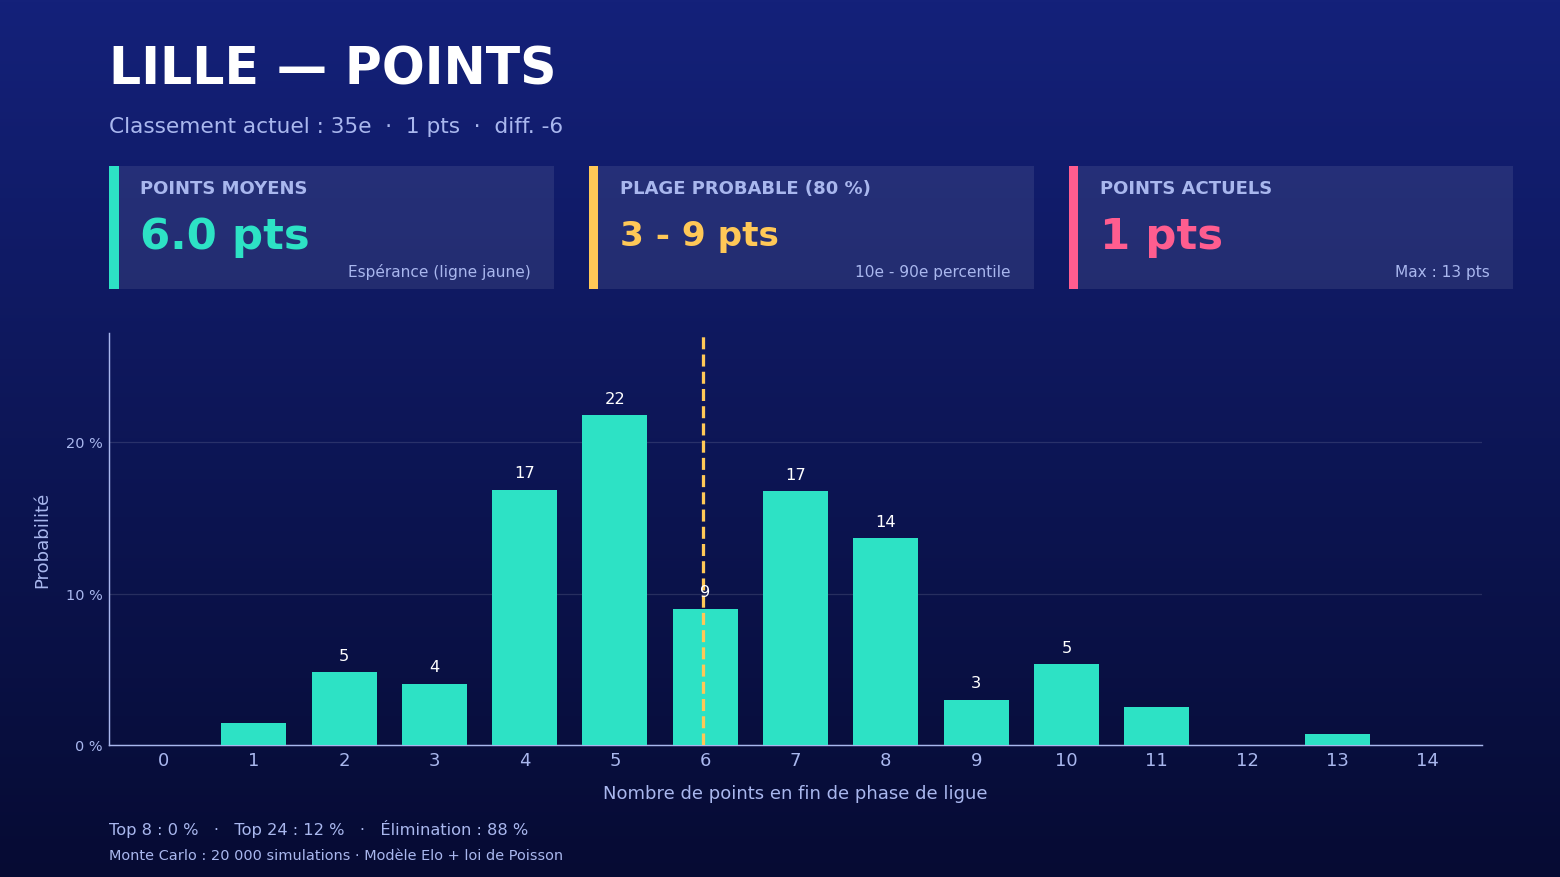 LILLE — POINTS
Classement actuel : 35e · 1 pts · diff. -6
POINTS MOYENS
6.0 pts
Espérance (ligne jaune)
PLAGE PROBABLE (80 %)
3 - 9 pts
10e - 90e percentile
POINTS ACTUELS
1 pts
Max : 13 pts
Probabilité
20 %
10 %
0 %
5
4
17
22
9
17
14
3
5
0 1 2 3 4 5 6 7 8 9 10 11 12 13 14
Nombre de points en fin de phase de ligue
Top 8 : 0 % · Top 24 : 12 % · Élimination : 88 %
Monte Carlo : 20 000 simulations · Modèle Elo + loi de Poisson